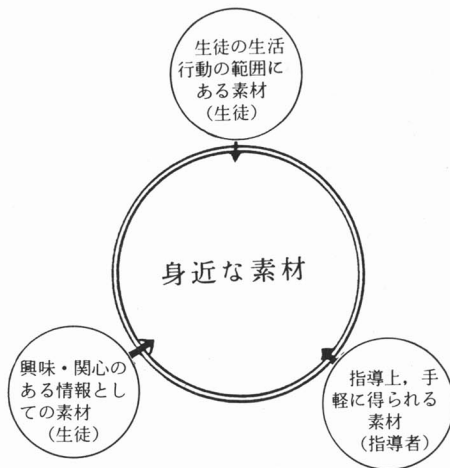 生徒の生活
行動の範囲に
ある素材
(生徒)
身近な素材
興味・関心の
ある情報とし
ての素材
(生徒)
指導上,手
軽に得られる
素材
(指導者)